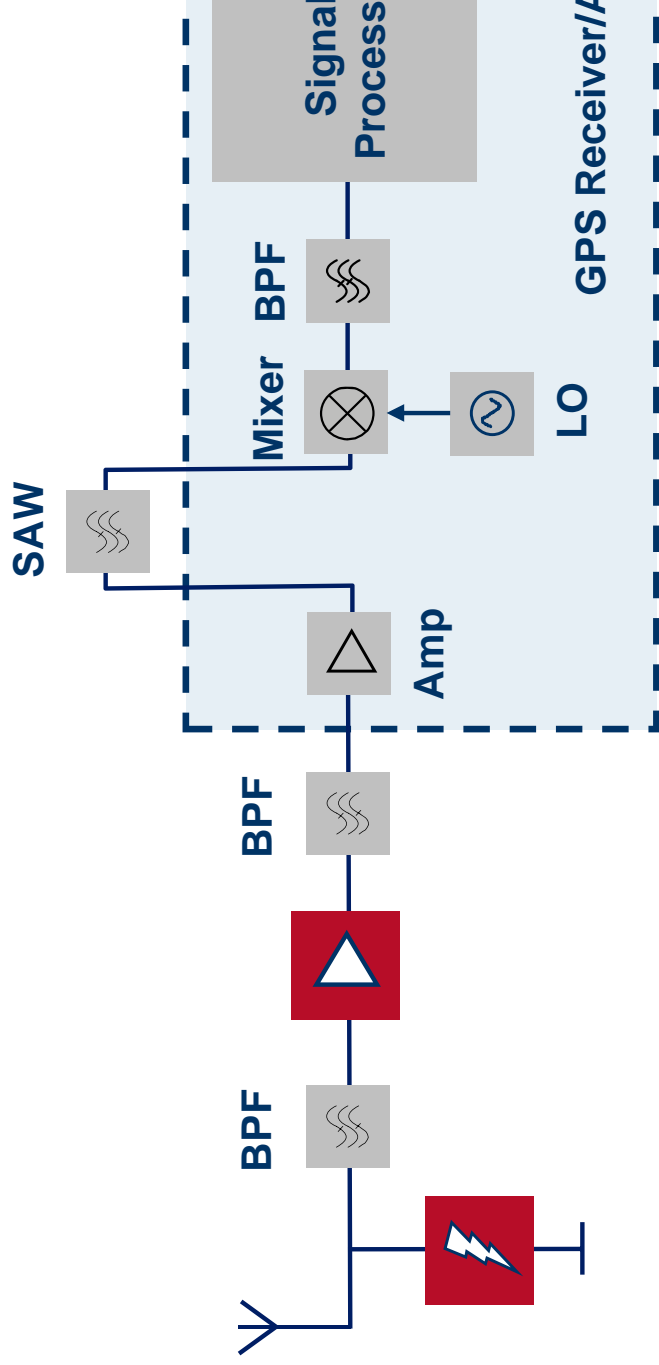 SAW
BPF
BPF
Mixer
BPF
Signal
Process
Amp
LO
GPS Receiver/A